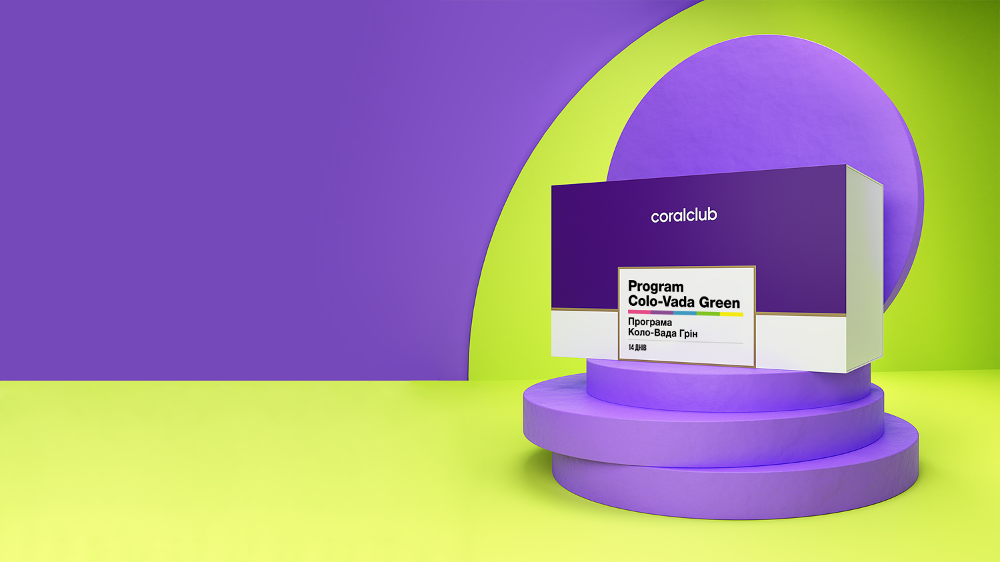 coralclub
Program
Colo-Vada Green
Програма
Коло-Вада Грін
14 ДНІВ